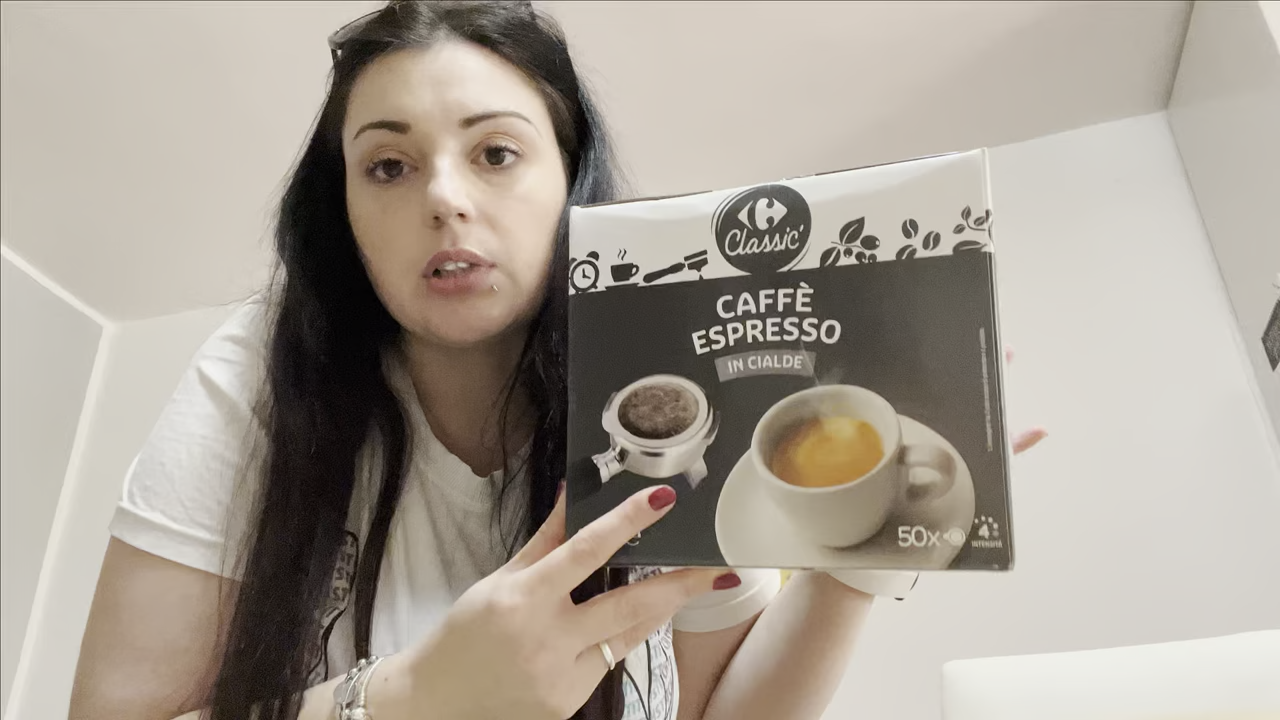 Classic'
CAFFÈ
ESPRESSO
IN CIALDE
50x
4
INTENSITÀ